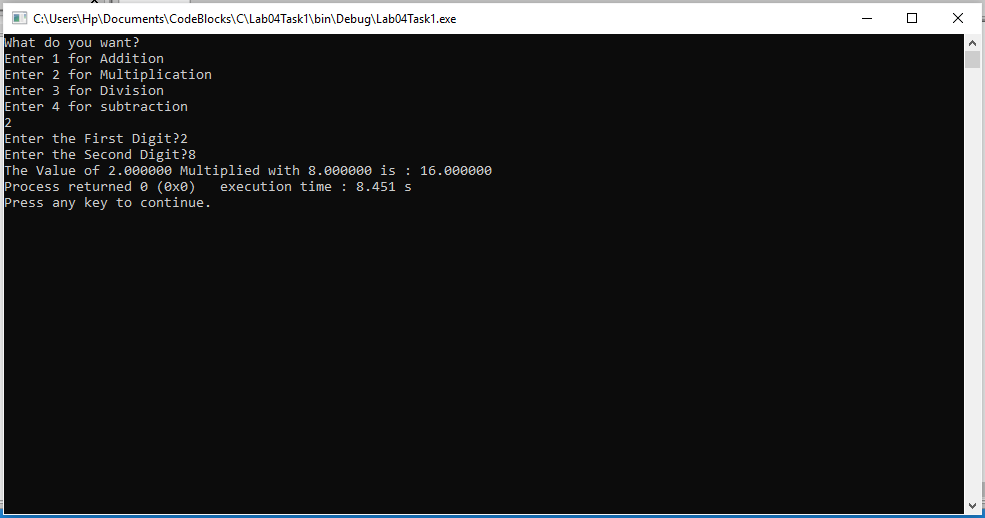 C:\Users\Hp\Documents\CodeBlocks\C\Lab04Task1\bin\Debug\Lab04Task1.exe
What do you want?
Enter 1 for Addition
Enter 2 for Multiplication
Enter 3 for Division
Enter 4 for subtraction
2
Enter the First Digit?2
Enter the Second Digit?8
The Value of 2.000000 Multiplied with 8.000000 is : 16.000000
Process returned 0 (0x0)   execution time : 8.451 s
Press any key to continue.